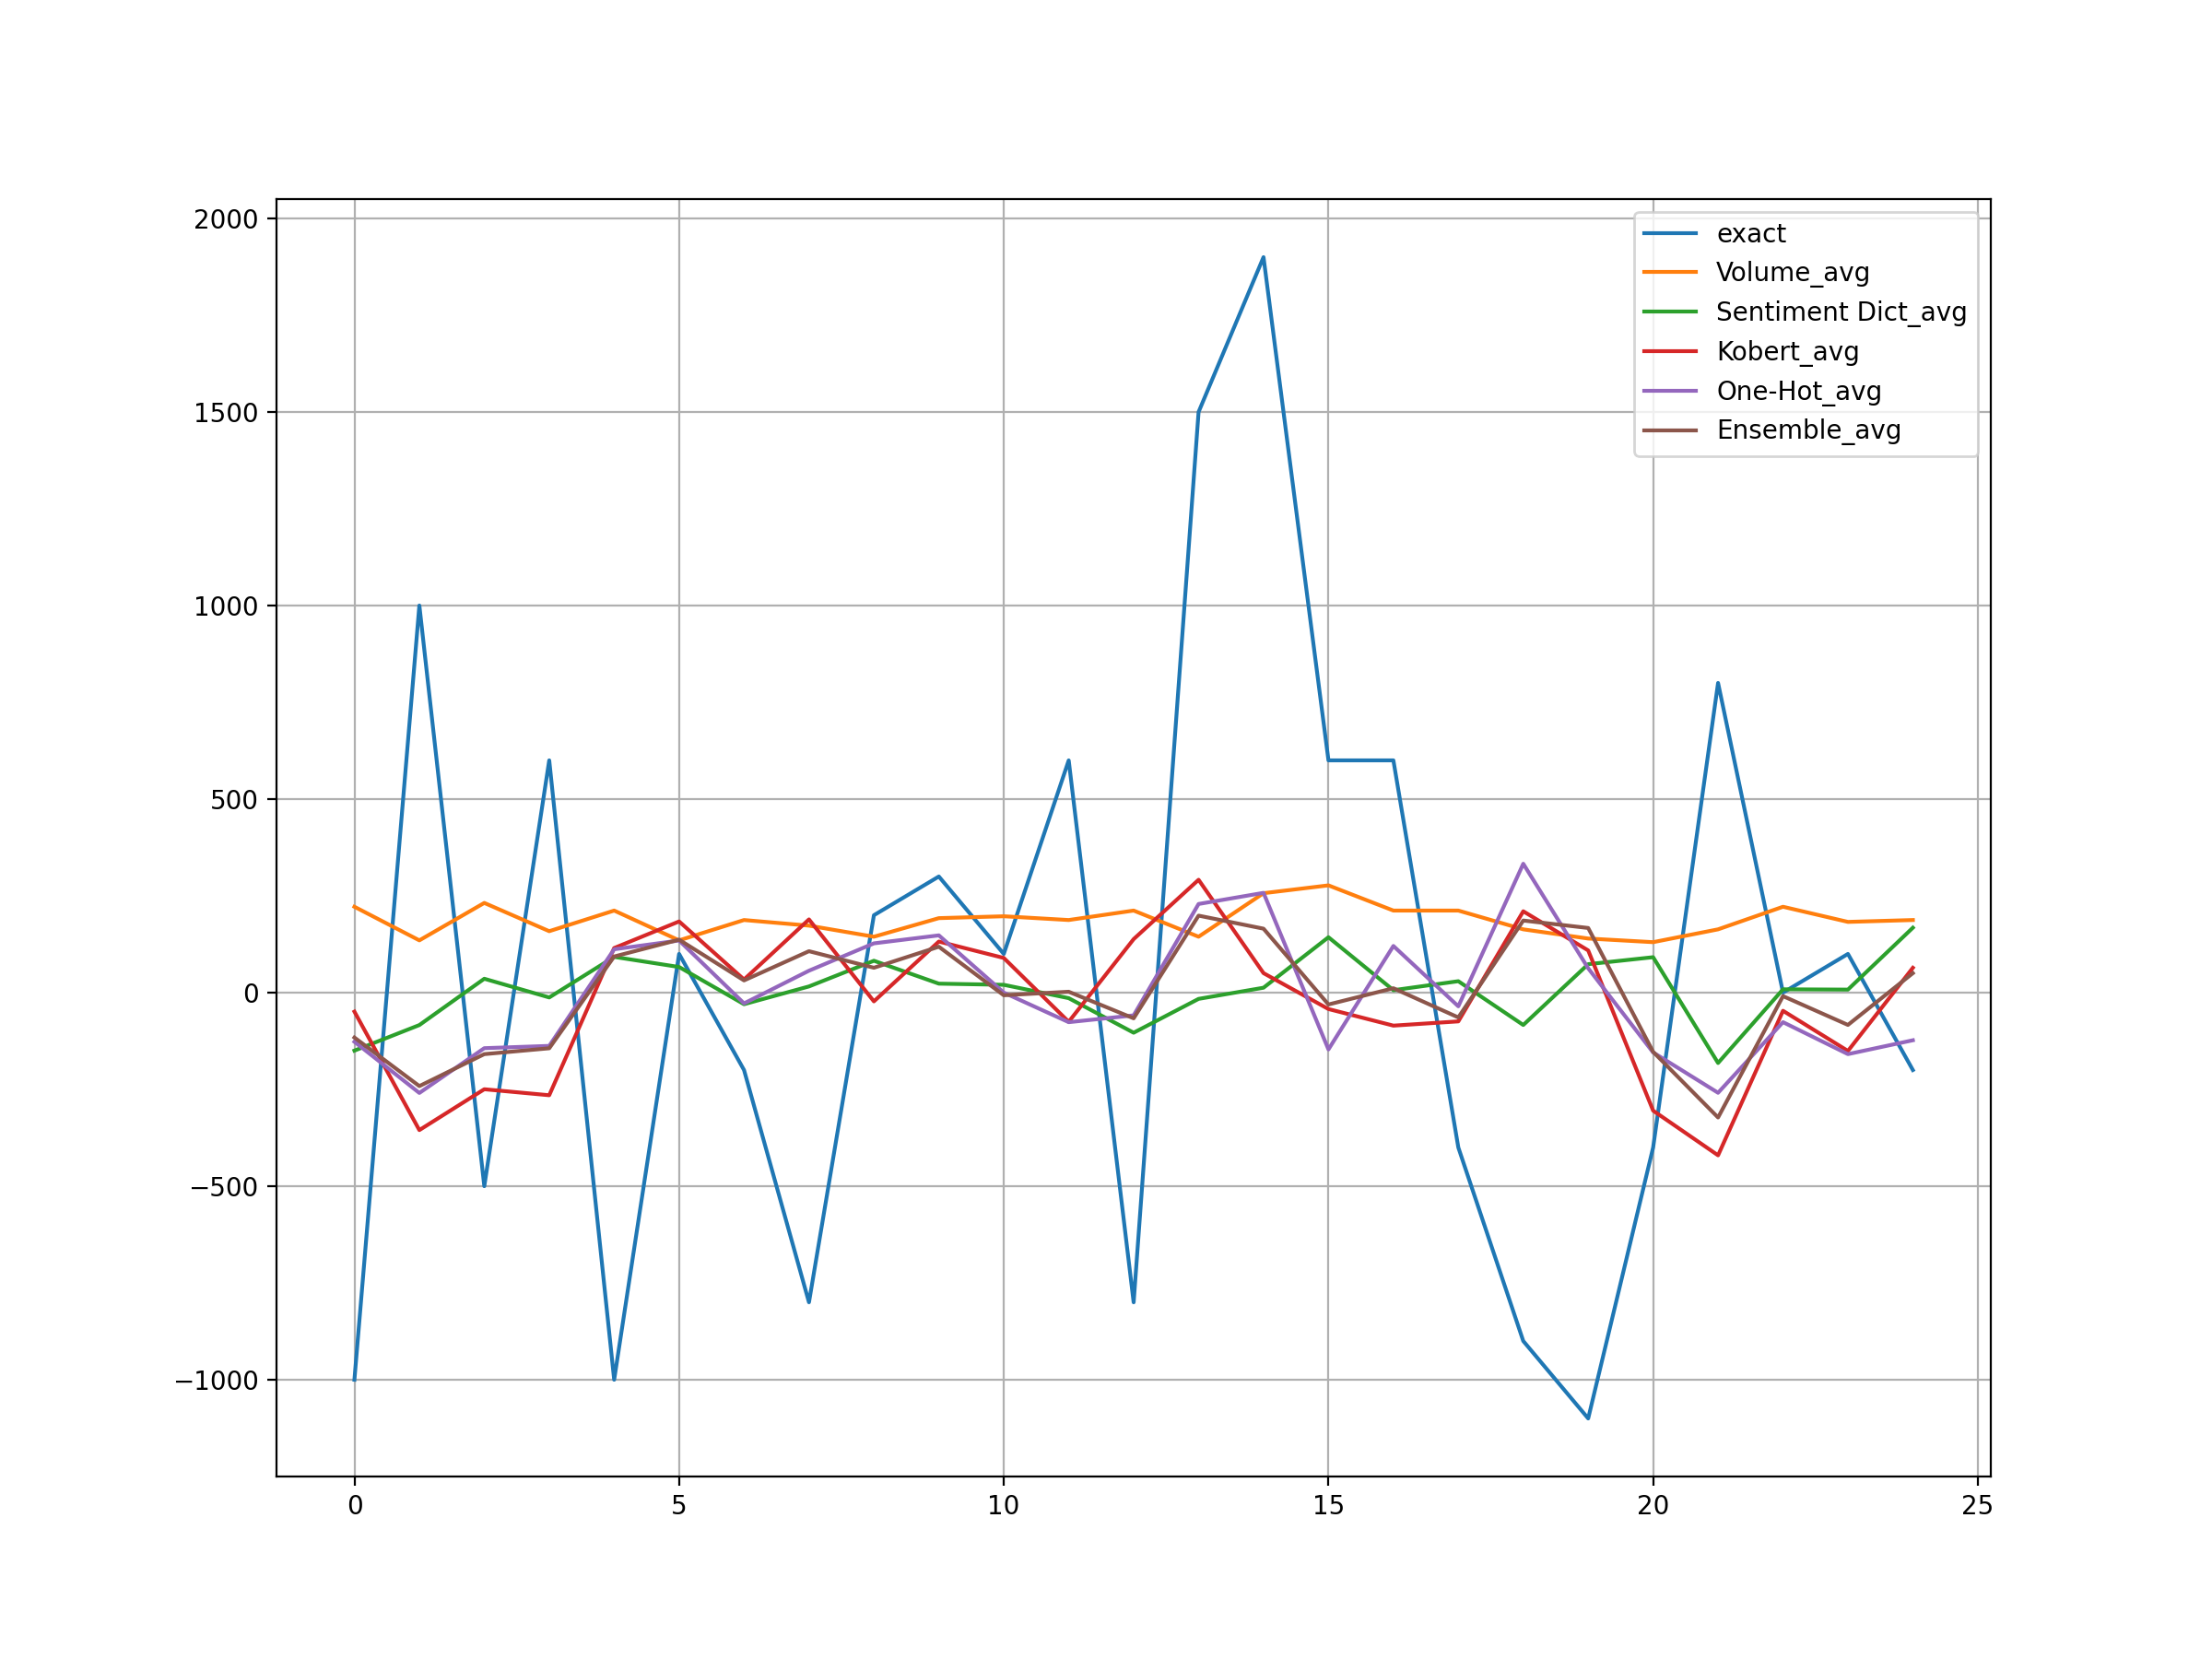 2000
1500
1000
500
0
−500
−1000
0 5 10 15 20 25
exact
Volume_avg
Sentiment Dict_avg
Kobert_avg
One-Hot_avg
Ensemble_avg